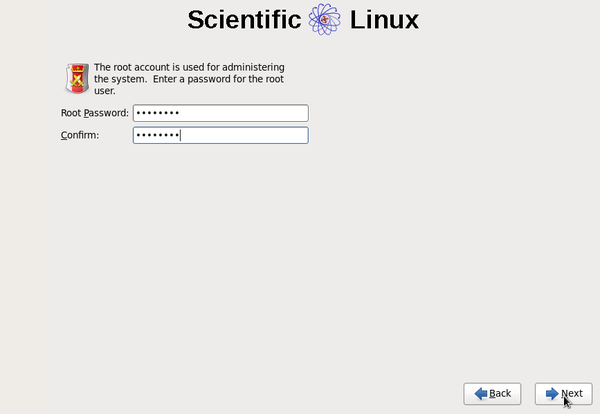 Scientific Linux
The root account is used for administering
the system. Enter a password for the root
user.
Root Password: ••••••••
Confirm: ••••••••
Back Next